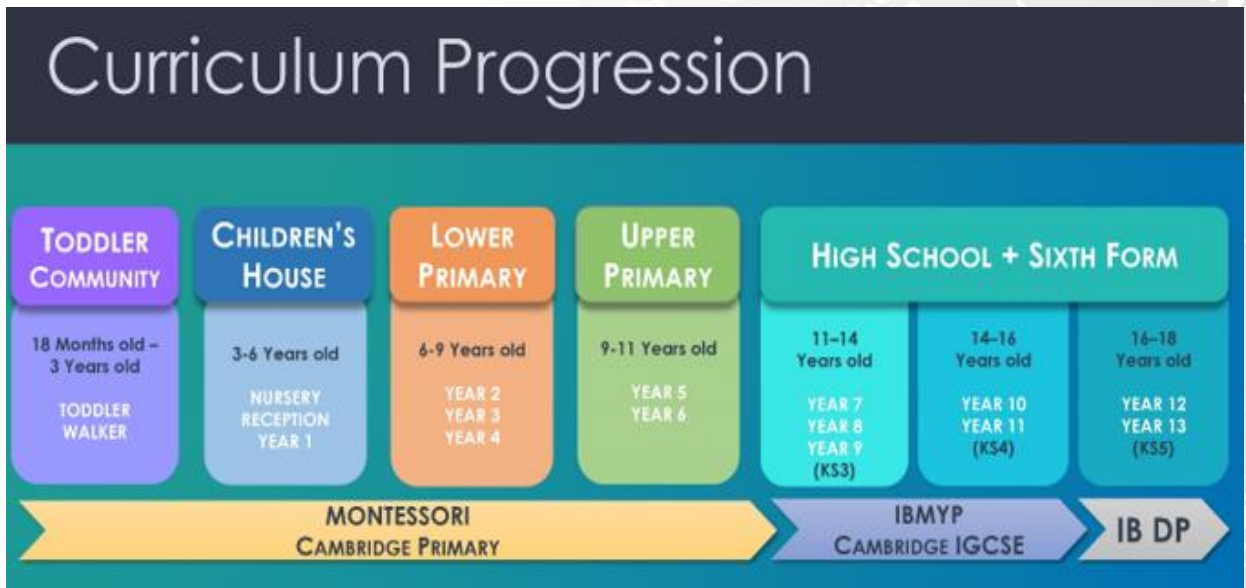 Curriculum Progression
TODDLER
COMMUNITY
18 Months old –
3 Years old
TODDLER
WALKER
CHILDREN'S
HOUSE
3-6 Years old
NURSERY
RECEPTION
YEAR 1
LOWER
PRIMARY
6-9 Years old
YEAR 2
YEAR 3
YEAR 4
UPPER
PRIMARY
9-11 Years old
YEAR 5
YEAR 6
HIGH SCHOOL + SIXTH FORM
11–14
Years old
YEAR 7
YEAR 8
YEAR 9
(KS3)
14–16
Years old
YEAR 10
YEAR 11
(KS4)
16–18
Years old
YEAR 12
YEAR 13
(KS5)
MONTESSORI
CAMBRIDGE PRIMARY
IBMYP
CAMBRIDGE IGCSE
IB DP